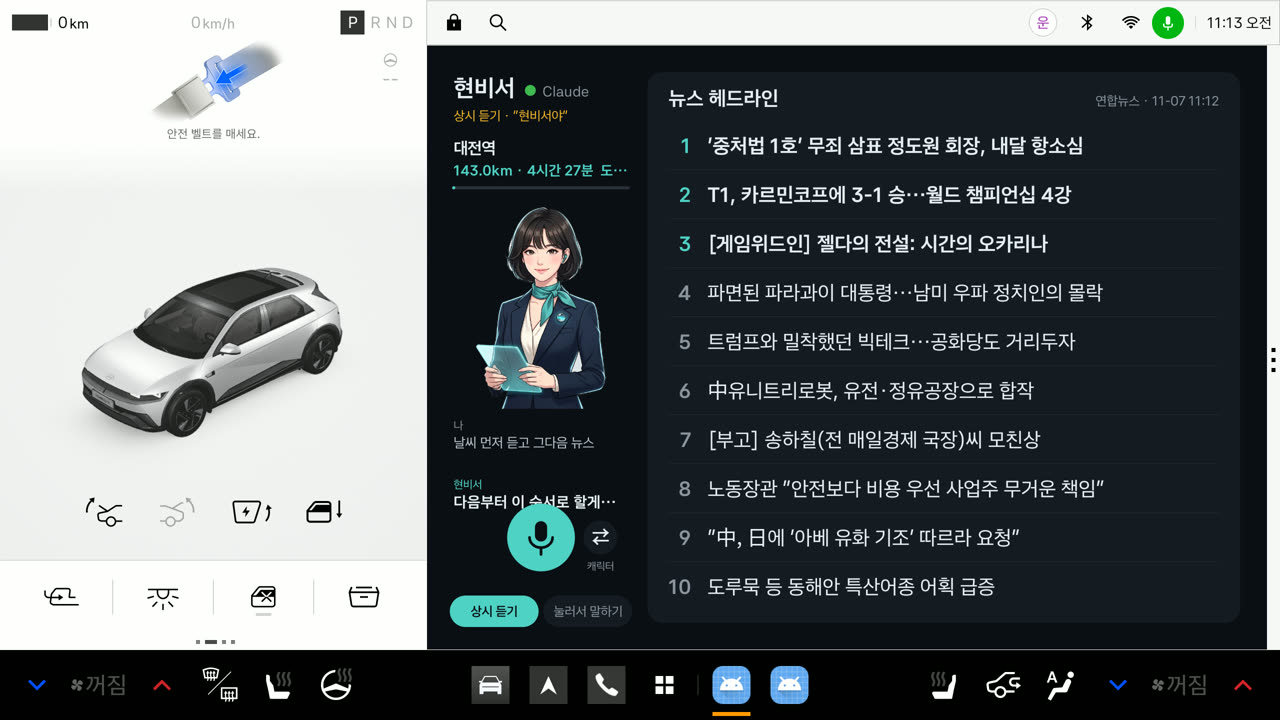 0km
0km/h
P R N D
운
11:13 오전
안전 벨트를 매세요.
--
현비서
Claude
상시 듣기 · "현비서야"
대전역
143.0km · 4시간 27분 도…
나
날씨 먼저 듣고 그다음 뉴스
현비서
다음부터 이 순서로 할게…
캐릭터
상시 듣기
눌러서 말하기
뉴스 헤드라인
연합뉴스 · 11-07 11:12
1 '중처법 1호' 무죄 삼표 정도원 회장, 내달 항소심
2 T1, 카르민코프에 3-1 승…월드 챔피언십 4강
3 [게임위드인] 젤다의 전설: 시간의 오카리나
4 파면된 파라과이 대통령…남미 우파 정치인의 몰락
5 트럼프와 밀착했던 빅테크…공화당도 거리두자
6 中유니트리로봇, 유전·정유공장으로 합작
7 [부고] 송하칠(전 매일경제 국장)씨 모친상
8 노동장관 "안전보다 비용 우선 사업주 무거운 책임"
9 "中, 日에 '아베 유화 기조' 따르라 요청"
10 도루묵 등 동해안 특산어종 어획 급증
꺼짐
A
꺼짐